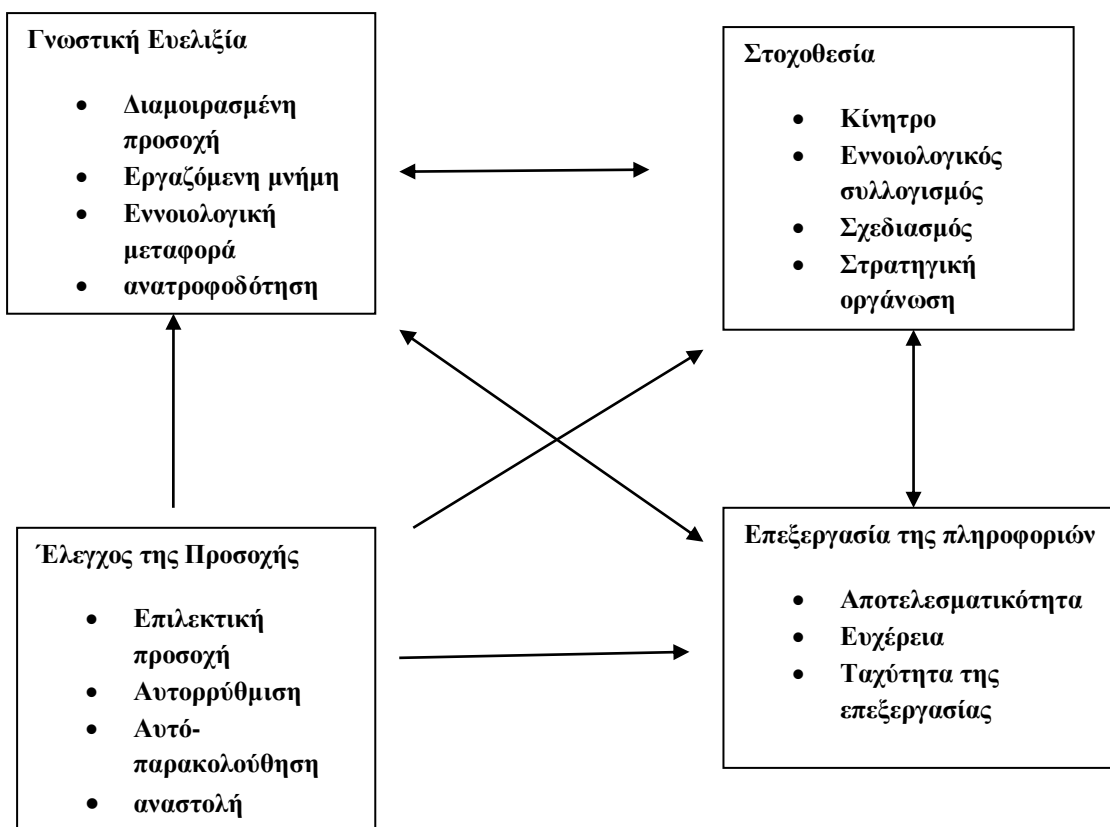 Γνωστική Ευελιξία
• Διαμοιρασμένη
προσοχή
• Εργαζόμενη μνήμη
• Εννοιολογική
μεταφορά
• ανατροφοδότηση
Στοχοθεσία
• Κίνητρο
• Εννοιολογικός
συλλογισμός
• Σχεδιασμός
• Στρατηγική
οργάνωση
Έλεγχος της Προσοχής
• Επιλεκτική
προσοχή
• Αυτορρύθμιση
• Αυτό-
παρακολούθηση
• αναστολή
Επεξεργασία της πληροφοριών
• Αποτελεσματικότητα
• Ευχέρεια
• Ταχύτητα της
επεξεργασίας